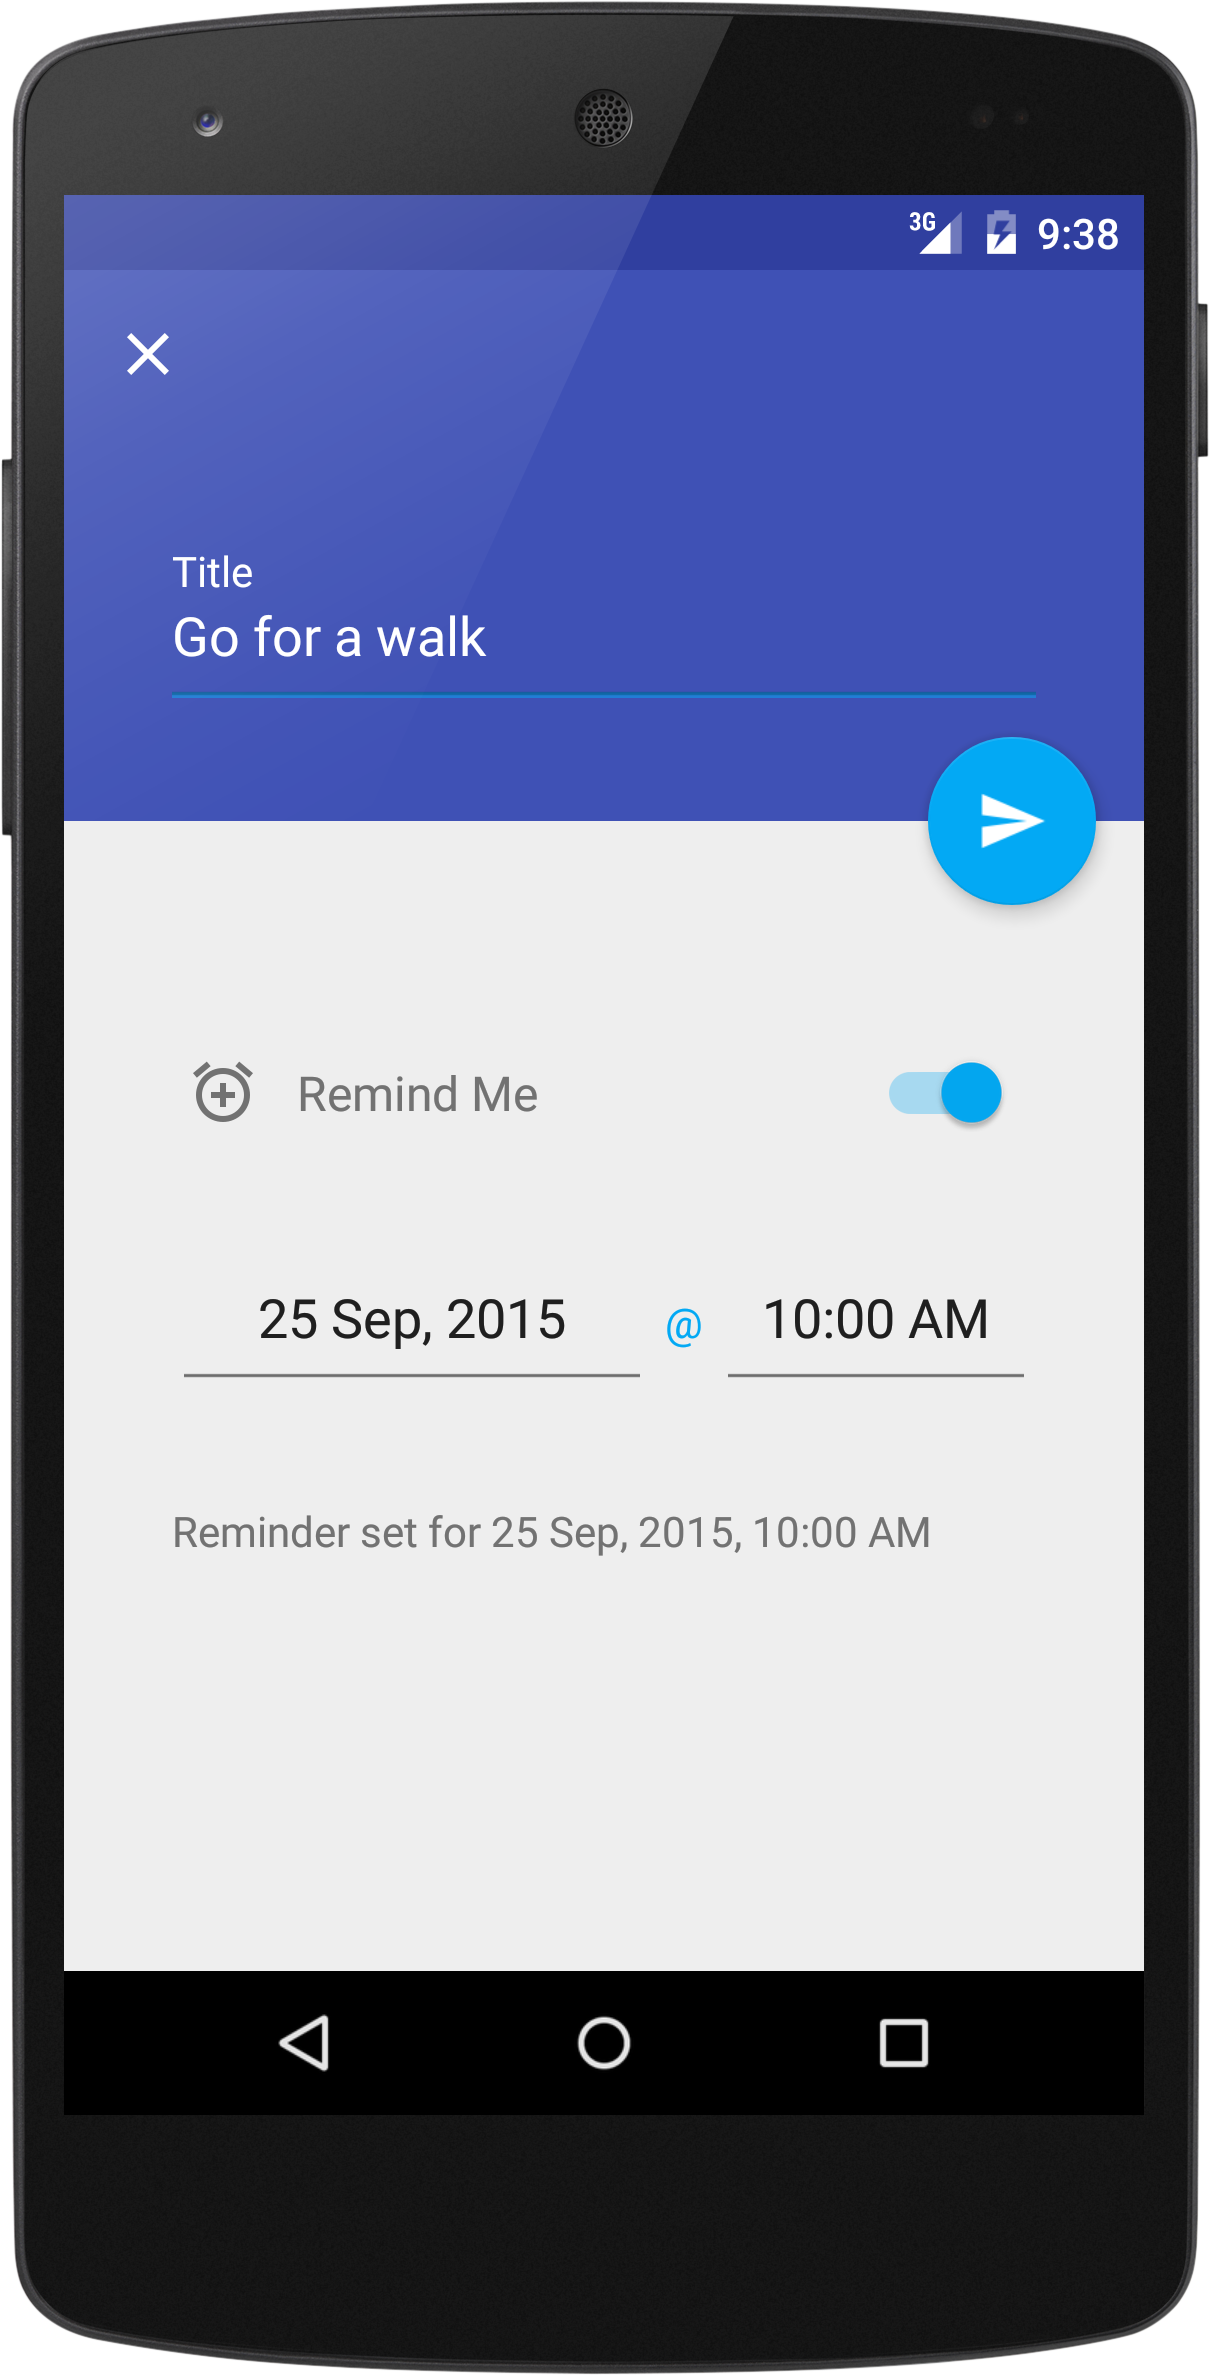 3G 9:38
Title
Go for a walk
Remind Me
25 Sep, 2015 @ 10:00 AM
Reminder set for 25 Sep, 2015, 10:00 AM